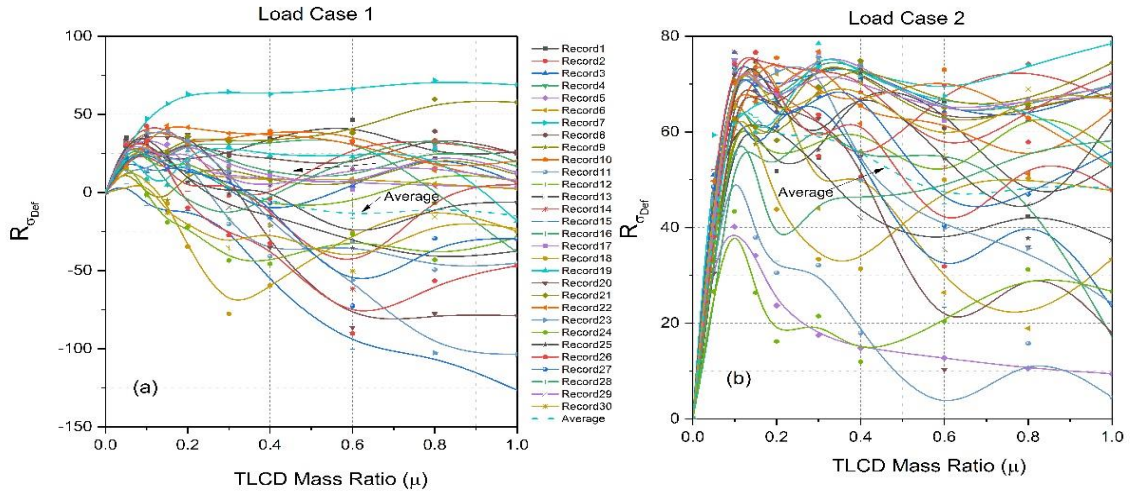 Load Case 1
100
50
0
-50
-100
-150
R_σDef
Average
(a)
0.0 0.2 0.4 0.6 0.8 1.0
TLCD Mass Ratio (μ)
Record1
Record2
Record3
Record4
Record5
Record6
Record7
Record8
Record9
Record10
Record11
Record12
Record13
Record14
Record15
Record16
Record17
Record18
Record19
Record20
Record21
Record22
Record23
Record24
Record25
Record26
Record27
Record28
Record29
Record30
Average
Load Case 2
80
60
40
20
0
R_σDef
Average
(b)
0.0 0.2 0.4 0.6 0.8 1.0
TLCD Mass Ratio (μ)